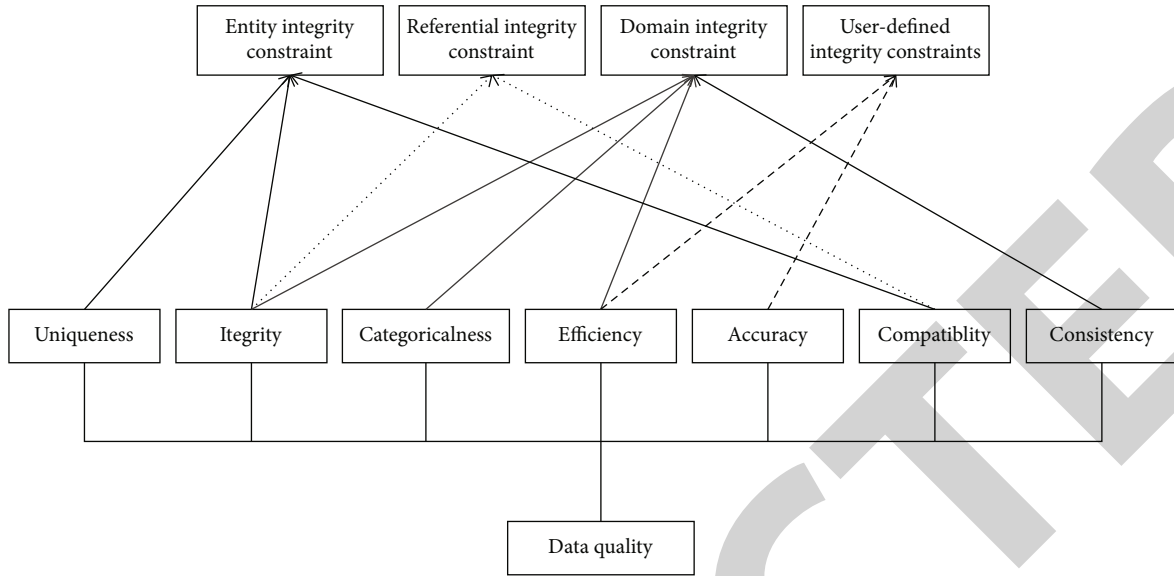 Entity integrity
constraint
Referential integrity
constraint
Domain integrity
constraint
User-defined
integrity constraints
Uniqueness
Itegrity
Categoricalness
Efficiency
Accuracy
Compatiblity
Consistency
Data quality